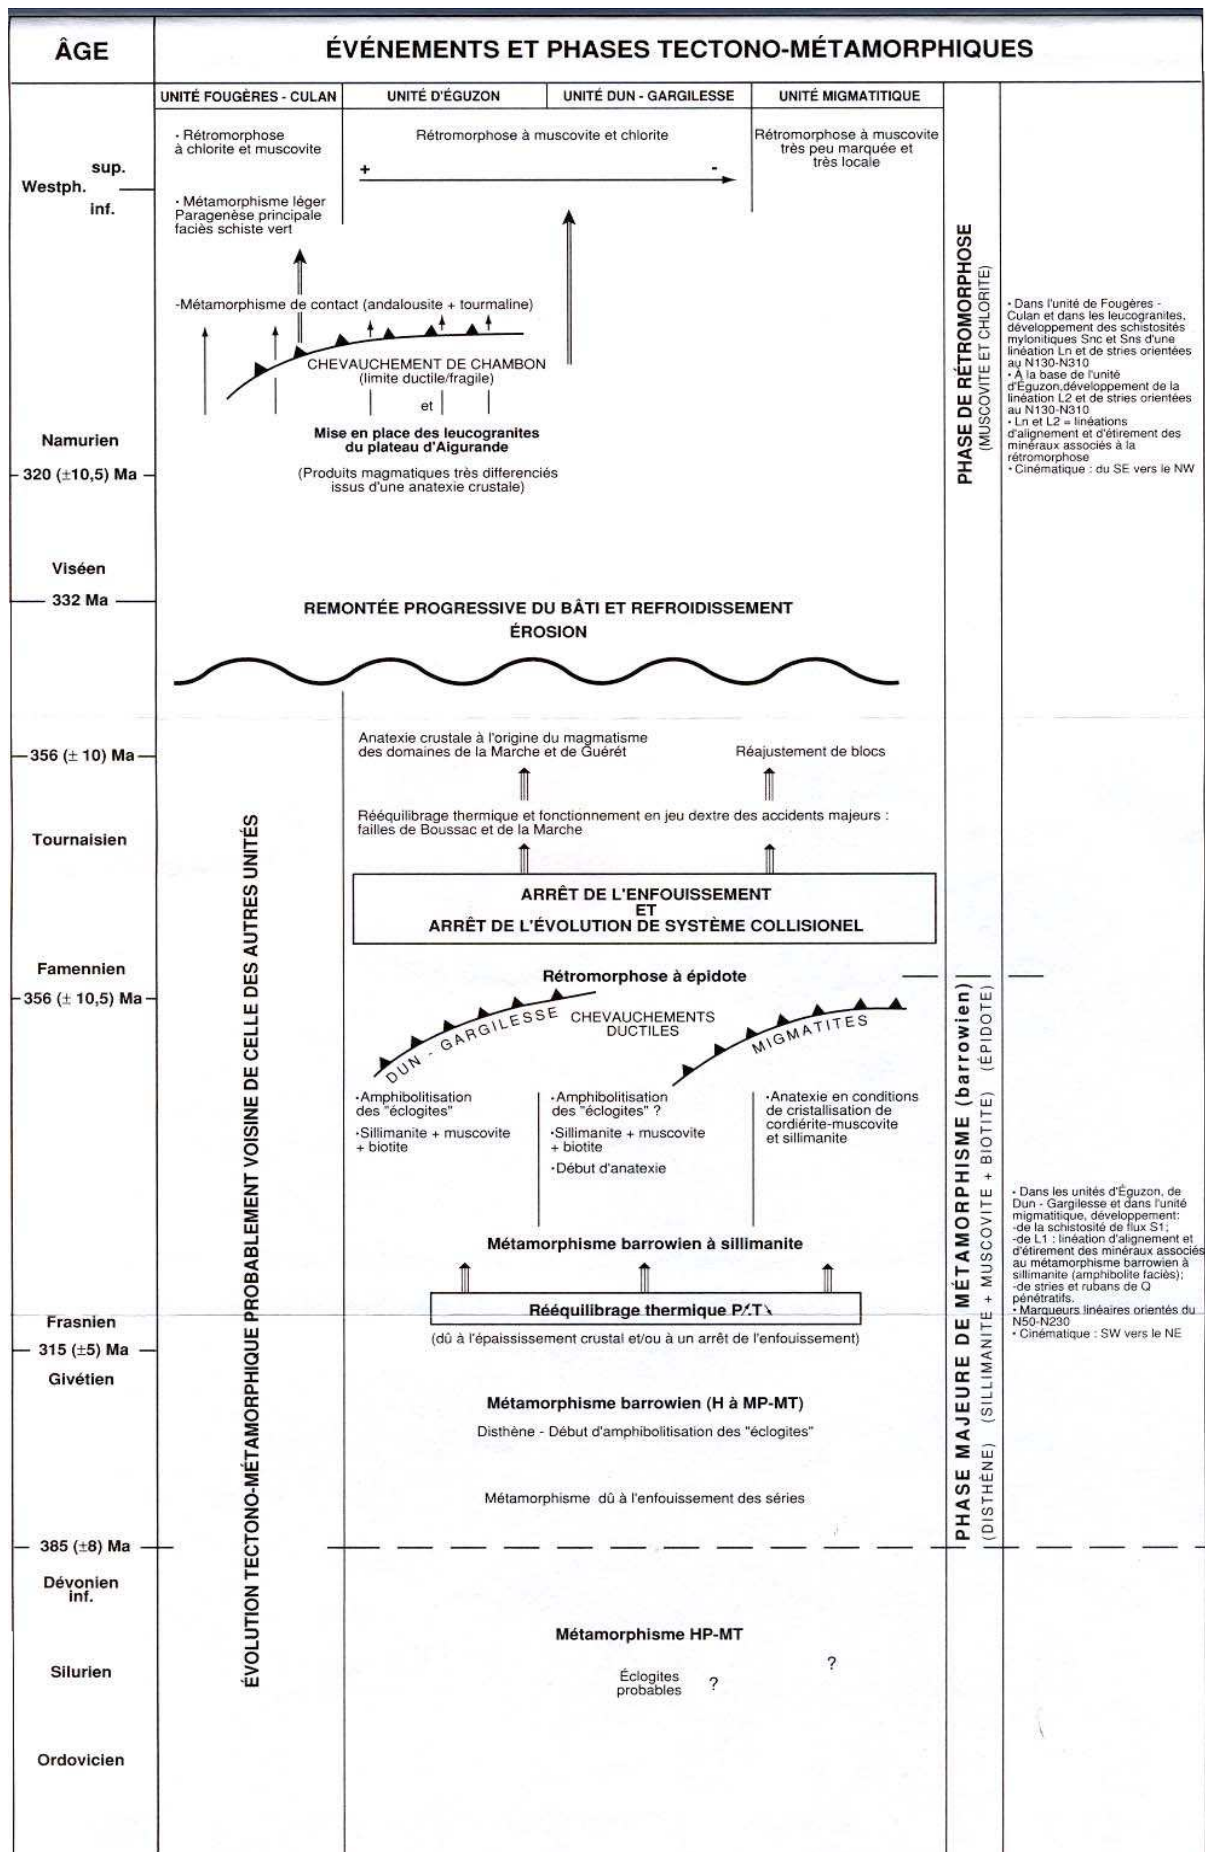 ÂGE
ÉVÉNEMENTS ET PHASES TECTONO-MÉTAMORPHIQUES
UNITÉ FOUGÈRES - CULAN
UNITÉ D'ÉGUZON
UNITÉ DUN - GARGILESSE
UNITÉ MIGMATITIQUE
sup.
Westph.
inf.
Namurien
320 (±10,5) Ma
Viséen
332 Ma
356 (± 10) Ma
Tournaisien
Famennien
356 (± 10,5) Ma
Frasnien
315 (±5) Ma
Givétien
385 (±8) Ma
Dévonien
inf.
Silurien
Ordovicien
· Rétromorphose
à chlorite et muscovite
· Métamorphisme léger
Paragenèse principale
faciès schiste vert
Rétromorphose à muscovite et chlorite
+
-
Rétromorphose à muscovite
très peu marquée et
très locale
-Métamorphisme de contact (andalousite + tourmaline)
CHEVAUCHEMENT DE CHAMBON
(limite ductile/fragile)
et
Mise en place des leucogranites
du plateau d'Aigurande
(Produits magmatiques très différenciés
issus d'une anatexie crustale)
REMONTÉE PROGRESSIVE DU BÂTI ET REFROIDISSEMENT
ÉROSION
ÉVOLUTION TECTONO-MÉTAMORPHIQUE PROBABLEMENT VOISINE DE CELLE DES AUTRES UNITÉS
Anatexie crustale à l'origine du magmatisme
des domaines de la Marche et de Guérét
Réajustement de blocs
Rééquilibrage thermique et fonctionnement en jeu dextre des accidents majeurs :
failles de Boussac et de la Marche
ARRÊT DE L'ENFOUISSEMENT
ET
ARRÊT DE L'ÉVOLUTION DE SYSTÈME COLLISIONEL
Rétromorphose à épidote
DUN - GARGILESSE
CHEVAUCHEMENTS
DUCTILES
MIGMATITES
·Amphibolitisation
des "éclogites"
·Sillimanite + muscovite
+ biotite
·Amphibolitisation
des "éclogites" ?
·Sillimanite + muscovite
+ biotite
·Début d'anatexie
·Anatexie en conditions
de cristallisation de
cordiérite-muscovite
et sillimanite
Métamorphisme barrowien à sillimanite
Rééquilibrage thermique P↗T↘
(dû à l'épaississement crustal et/ou à un arrêt de l'enfouissement)
Métamorphisme barrowien (H à MP-MT)
Disthène - Début d'amphibolitisation des "éclogites"
Métamorphisme dû à l'enfouissement des séries
Métamorphisme HP-MT
Éclogites
probables
?
?
PHASE DE RÉTROMORPHOSE
(MUSCOVITE ET CHLORITE)
PHASE MAJEURE DE MÉTAMORPHISME (barrowien)
(DISTHÈNE) (SILLIMANITE + MUSCOVITE + BIOTITE) (ÉPIDOTE)
· Dans l'unité de Fougères -
Culan et dans les leucogranites,
développement des schistosités
mylonitiques Snc et Sns d'une
linéation Ln et de stries orientées
au N130-N310
· À la base de l'unité
d'Éguzon,développement de la
linéation L2 et de stries orientées
au N130-N310
· Ln et L2 = linéations
d'alignement et d'étirement des
minéraux associés à la
rétromorphose
· Cinématique : du SE vers le NW
· Dans les unités d'Éguzon, de
Dun - Gargilesse et dans l'unité
migmatitique, développement:
-de la schistosité de flux S1;
-de L1 : linéation d'alignement et
d'étirement des minéraux associés
au métamorphisme barrowien à
sillimanite (amphibolite faciès);
-de stries et rubans de Q
pénétratifs.
· Marqueurs linéaires orientés du
N50-N230
· Cinématique : SW vers le NE